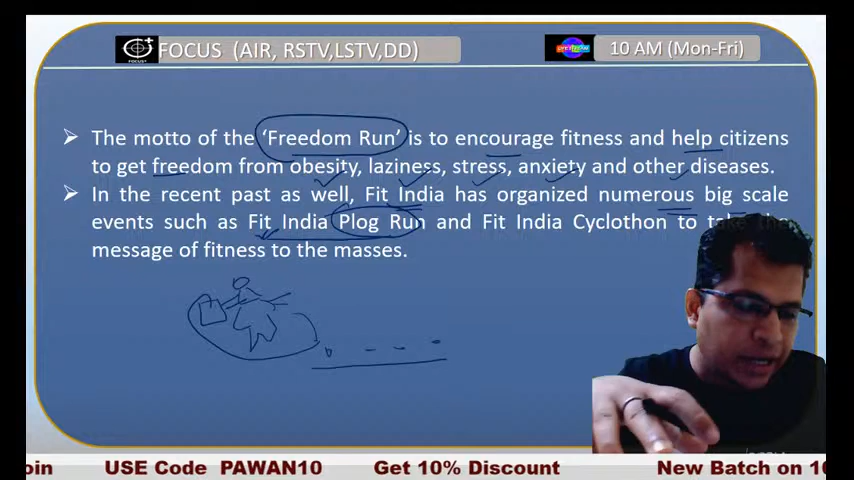 FOCUS (AIR, RSTV,LSTV,DD)
10 AM (Mon-Fri)
The motto of the ‘Freedom Run’ is to encourage fitness and help citizens
to get freedom from obesity, laziness, stress, anxiety and other diseases.
In the recent past as well, Fit India has organized numerous big scale
events such as Fit India Plog Run and Fit India Cyclothon to take the
message of fitness to the masses.
oin USE Code PAWAN10 Get 10% Discount New Batch on 10